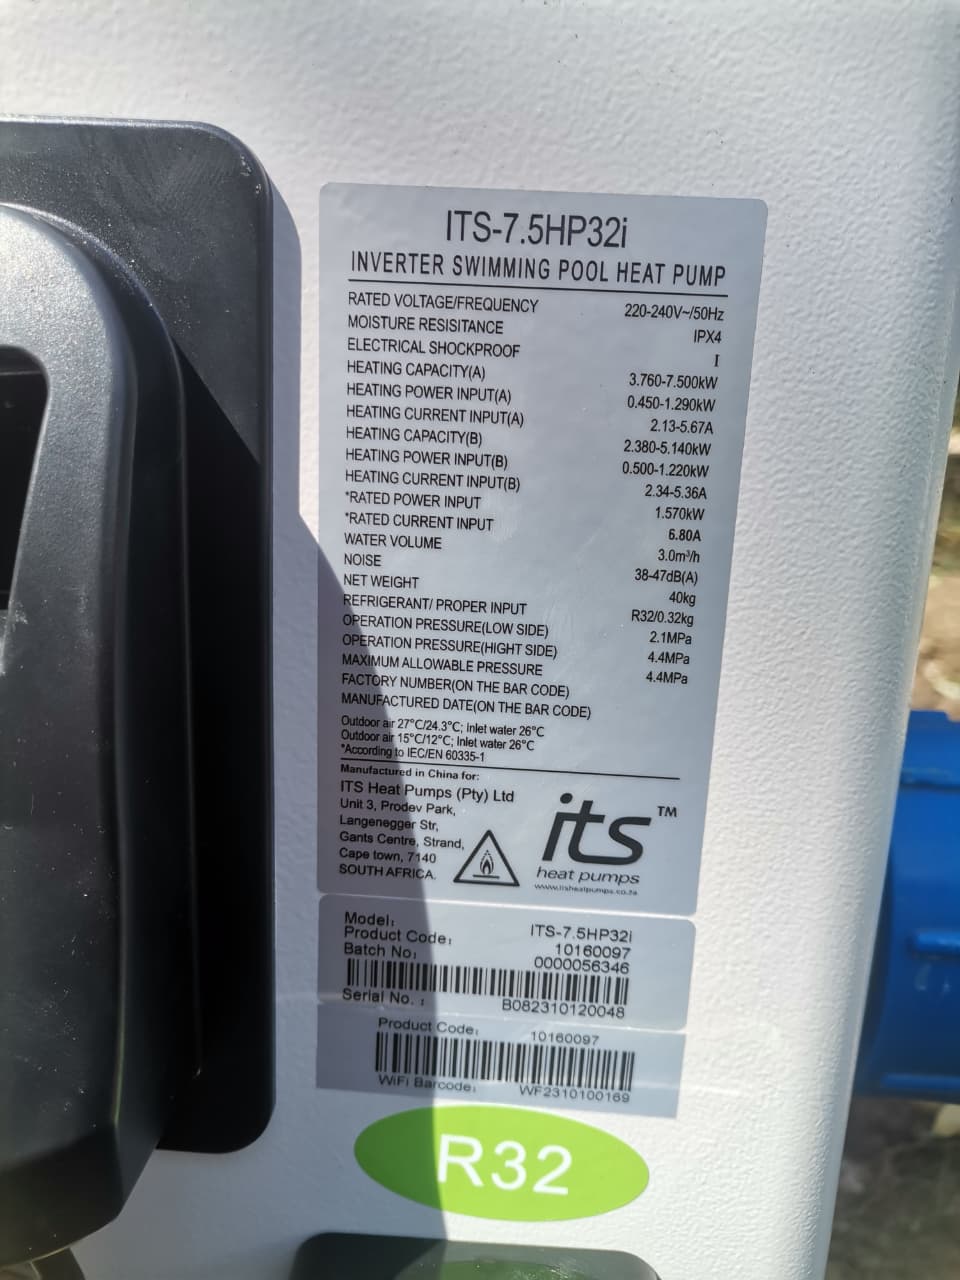 ITS-7.5HP32i
INVERTER SWIMMING POOL HEAT PUMP
RATED VOLTAGE/FREQUENCY 220-240V~/50Hz
MOISTURE RESISITANCE IPX4
ELECTRICAL SHOCKPROOF I
HEATING CAPACITY(A) 3.760-7.500kW
HEATING POWER INPUT(A) 0.450-1.290kW
HEATING CURRENT INPUT(A) 2.13-5.67A
HEATING CAPACITY(B) 2.380-5.140kW
HEATING POWER INPUT(B) 0.500-1.220kW
HEATING CURRENT INPUT(B) 2.34-5.36A
*RATED POWER INPUT 1.570kW
*RATED CURRENT INPUT 6.80A
WATER VOLUME 3.0m³/h
NOISE 38-47dB(A)
NET WEIGHT 40kg
REFRIGERANT/ PROPER INPUT R32/0.32kg
OPERATION PRESSURE(LOW SIDE) 2.1MPa
OPERATION PRESSURE(HIGHT SIDE) 4.4MPa
MAXIMUM ALLOWABLE PRESSURE 4.4MPa
FACTORY NUMBER(ON THE BAR CODE)
MANUFACTURED DATE(ON THE BAR CODE)
Outdoor air 27°C/24.3°C; Inlet water 26°C
Outdoor air 15°C/12°C; Inlet water 26°C
*According to IEC/EN 60335-1
Manufactured in China for:
ITS Heat Pumps (Pty) Ltd
Unit 3, Prodev Park,
Langenegger Str,
Gants Centre, Strand,
Cape town, 7140
SOUTH AFRICA.
its™
heat pumps
www.itsheatpumps.co.za
Model: ITS-7.5HP32i
Product Code: 10160097
Batch No: 0000056346
Serial No. : B082310120048
Product Code: 10160097
WiFi Barcode: WF2310100169
R32